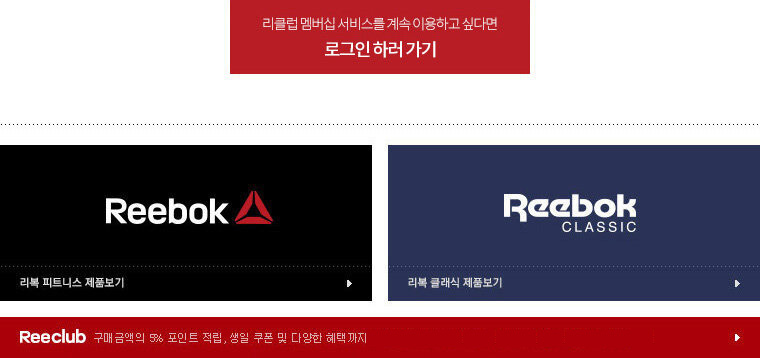 리클럽 멤버십 서비스를 계속 이용하고 싶다면
로그인 하러 가기
Reebok
Reebok
CLASSIC
리복 피트니스 제품보기
리복 클래식 제품보기
Reeclub 구매금액의 5% 포인트 적립, 생일 쿠폰 및 다양한 혜택까지